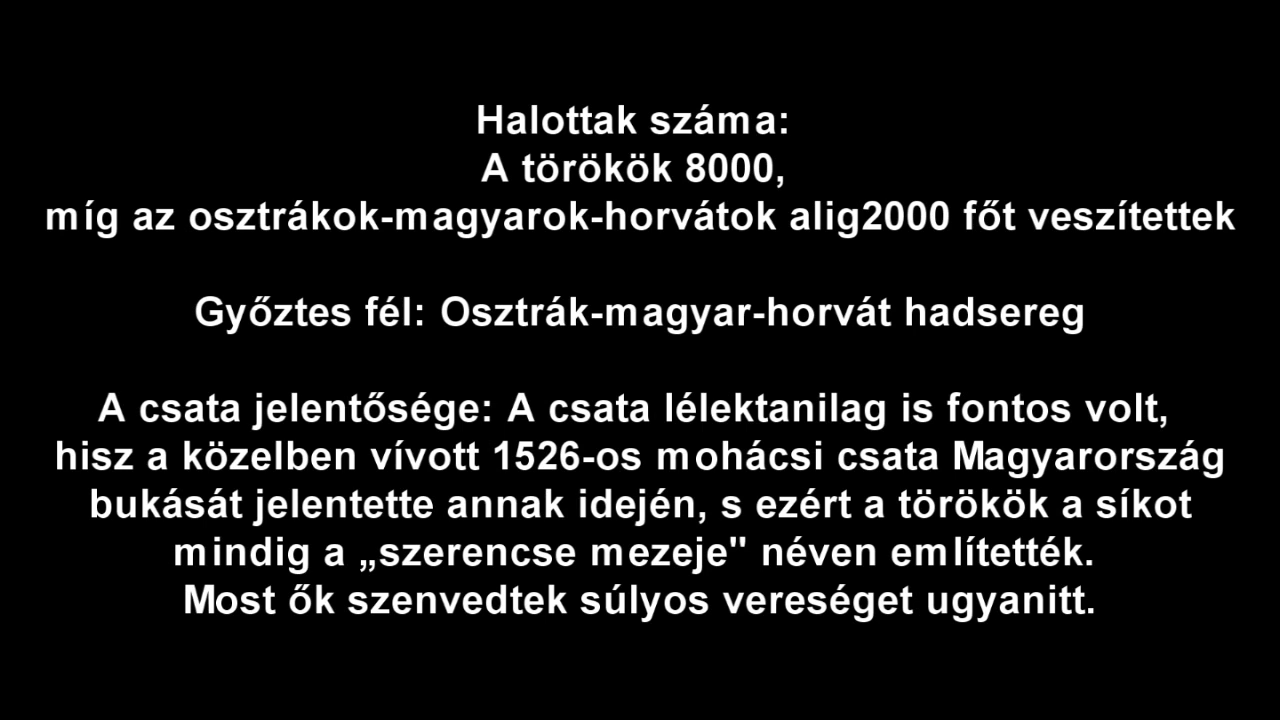 Halottak száma:
A törökök 8000,
míg az osztrákok-magyarok-horvátok alig2000 főt veszítettek
Győztes fél: Osztrák-magyar-horvát hadsereg
A csata jelentősége: A csata lélektanilag is fontos volt,
hisz a közelben vívott 1526-os mohácsi csata Magyarország
bukását jelentette annak idején, s ezért a törökök a síkot
mindig a „szerencse mezeje" néven említették.
Most ők szenvedtek súlyos vereséget ugyanitt.